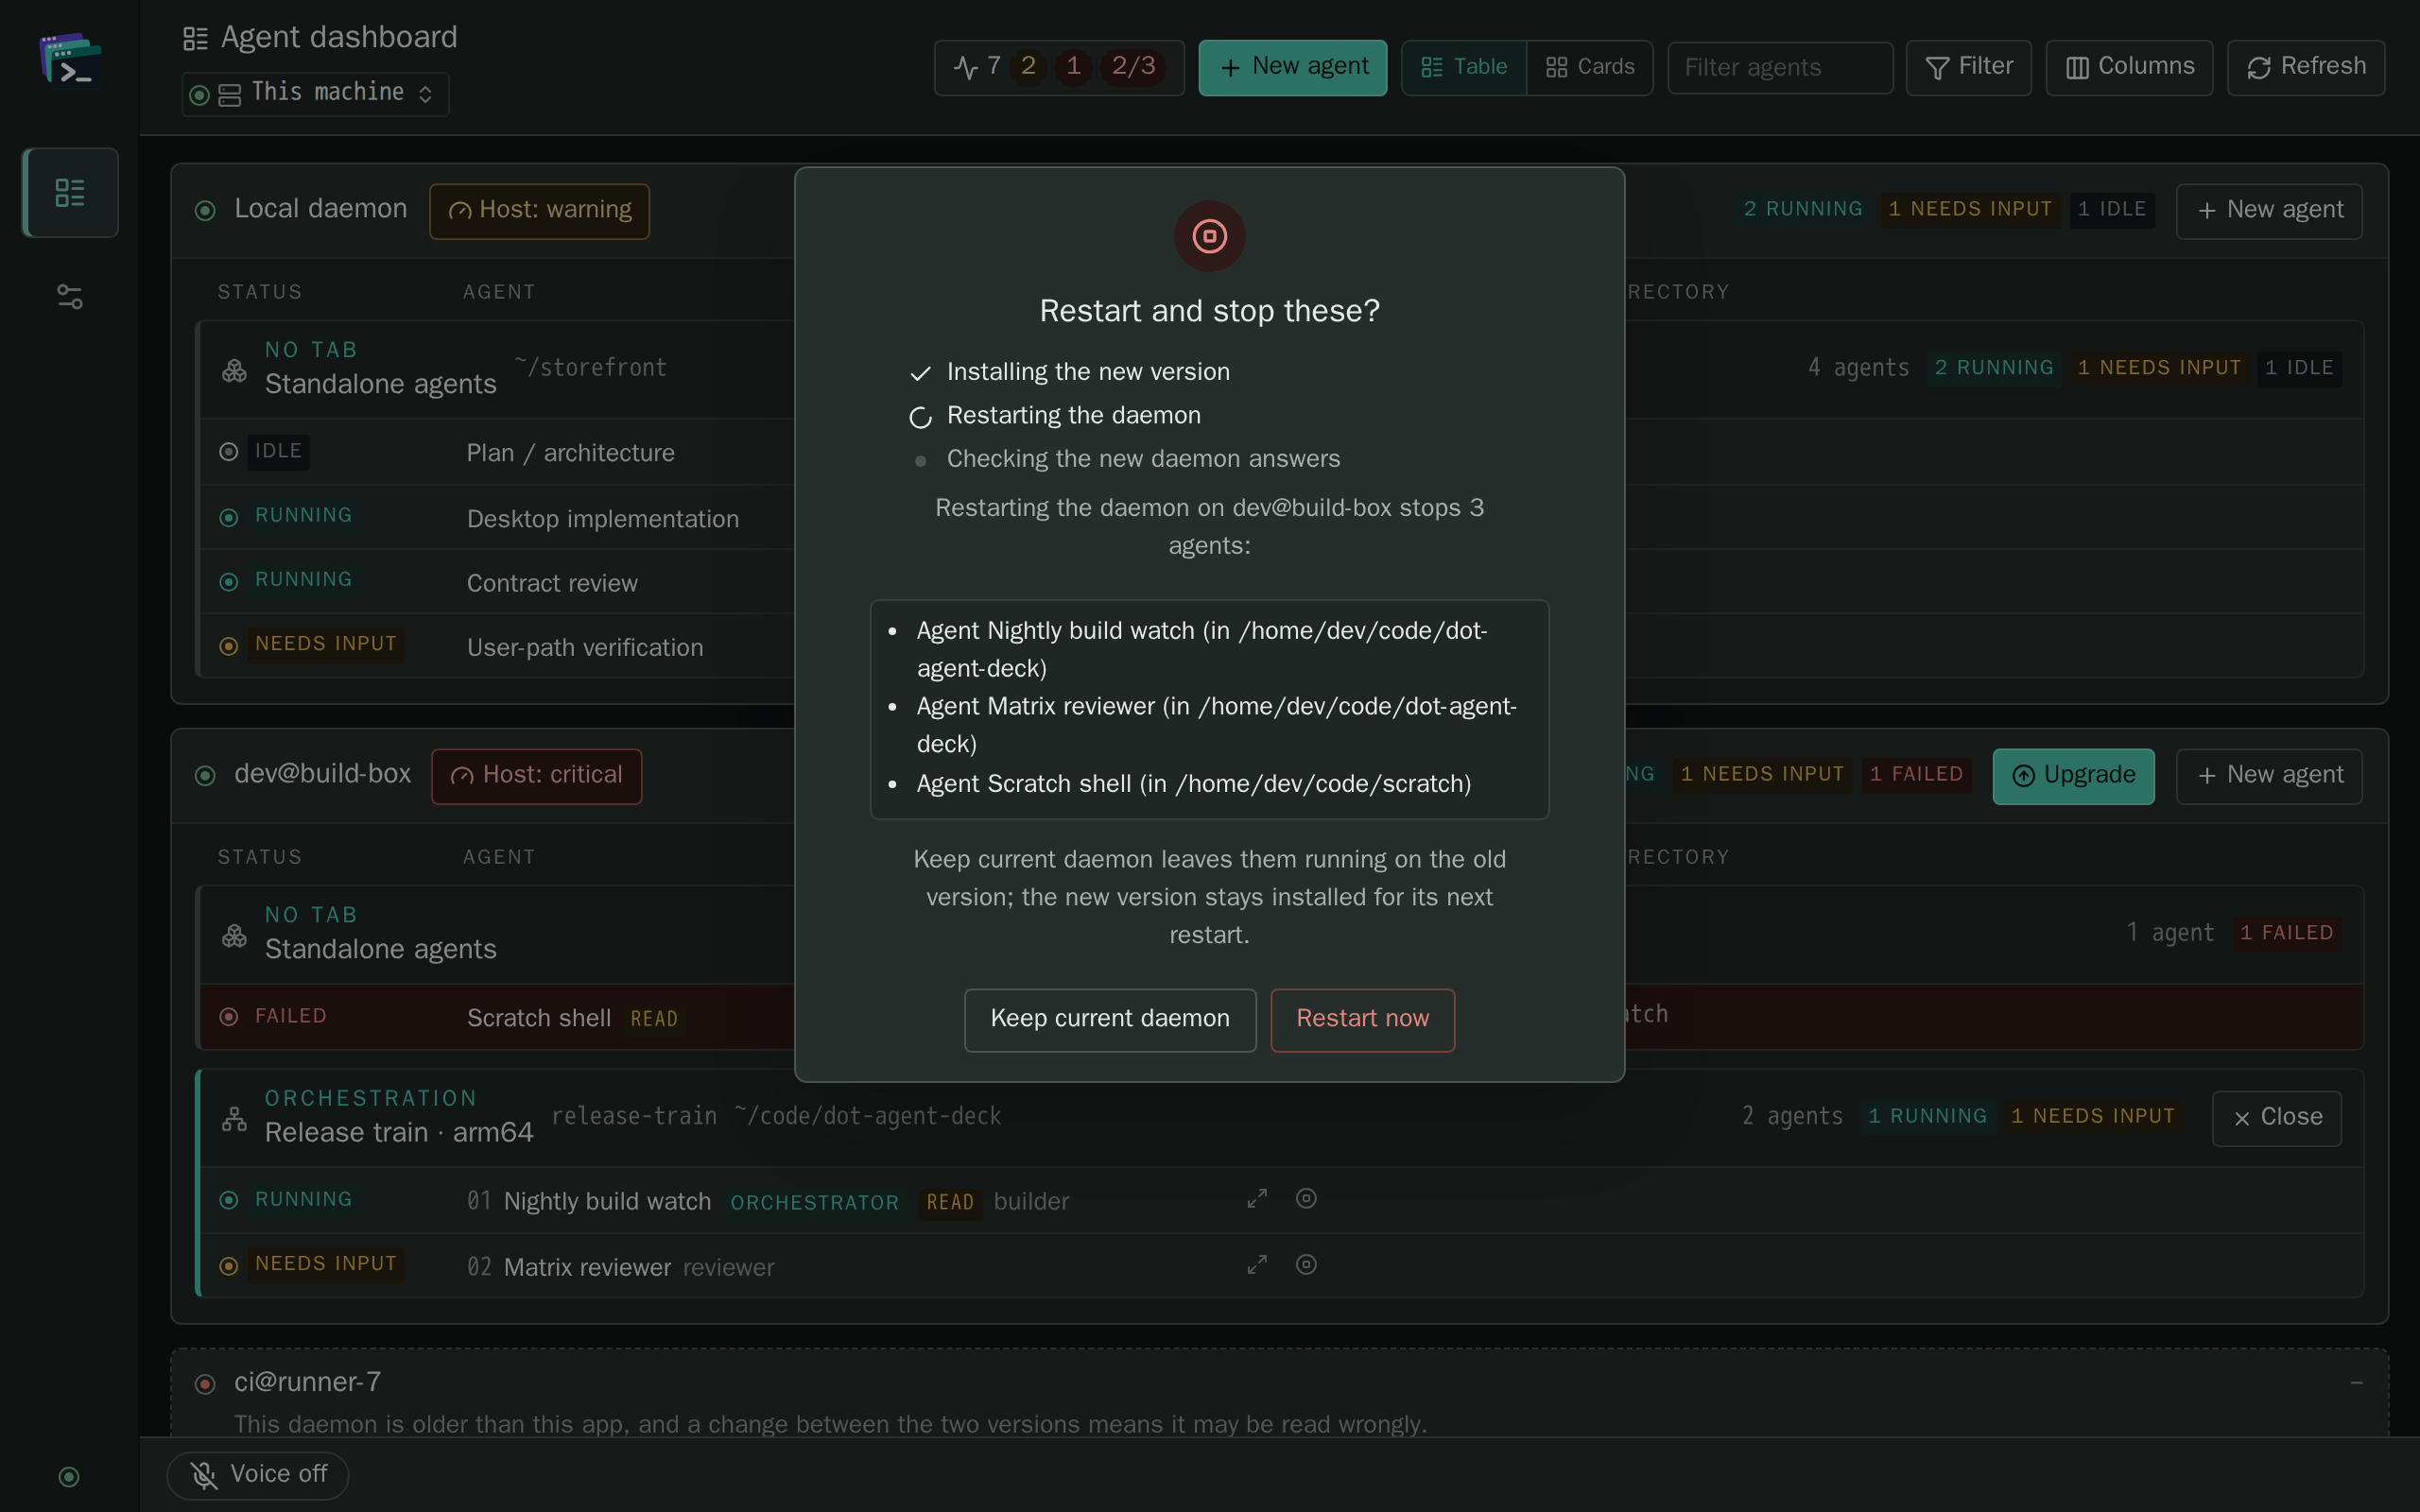 Agent dashboard
This machine
7 2 1 2/3
New agent
Table
Cards
Filter agents
Filter
Columns
Refresh
Local daemon
Host: warning
2 RUNNING
1 NEEDS INPUT
1 IDLE
New agent
STATUS
AGENT
RECTORY
NO TAB
Standalone agents
~/storefront
4 agents
2 RUNNING
1 NEEDS INPUT
1 IDLE
IDLE
Plan / architecture
RUNNING
Desktop implementation
RUNNING
Contract review
NEEDS INPUT
User-path verification
Restart and stop these?
Installing the new version
Restarting the daemon
Checking the new daemon answers
Restarting the daemon on dev@build-box stops 3
agents:
Agent Nightly build watch (in /home/dev/code/dot-
agent-deck)
Agent Matrix reviewer (in /home/dev/code/dot-agent-
deck)
Agent Scratch shell (in /home/dev/code/scratch)
Keep current daemon leaves them running on the old
version; the new version stays installed for its next
restart.
Keep current daemon
Restart now
dev@build-box
Host: critical
NG
1 NEEDS INPUT
1 FAILED
Upgrade
New agent
STATUS
AGENT
RECTORY
NO TAB
Standalone agents
1 agent
1 FAILED
FAILED
Scratch shell
READ
tch
ORCHESTRATION
Release train · arm64
release-train
~/code/dot-agent-deck
2 agents
1 RUNNING
1 NEEDS INPUT
Close
RUNNING
01 Nightly build watch
ORCHESTRATOR
READ
builder
NEEDS INPUT
02 Matrix reviewer
reviewer
ci@runner-7
–
This daemon is older than this app, and a change between the two versions means it may be read wrongly.
Voice off